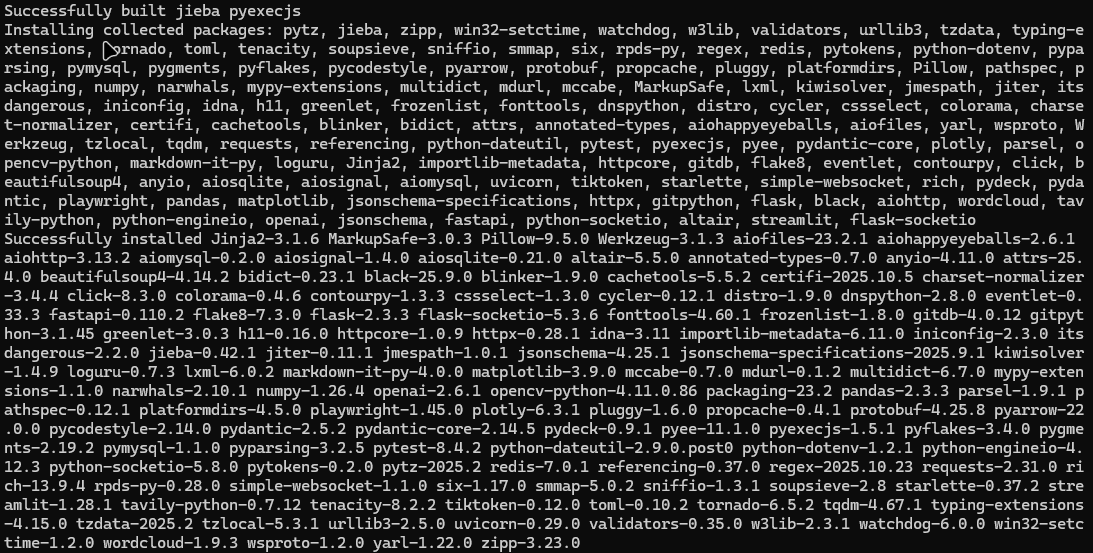 Successfully built jieba pyexecjs
Installing collected packages: pytz, jieba, zipp, win32-setctime, watchdog, w3lib, validators, urllib3, tzdata, typing-e
xtensions, ornado, toml, tenacity, soupsieve, sniffio, smmap, six, rpds-py, regex, redis, pytokens, python-dotenv, pypa
rsing, pymysql, pygments, pyflakes, pycodestyle, pyarrow, protobuf, propcache, pluggy, platformdirs, Pillow, pathspec, p
ackaging, numpy, narwhals, mypy-extensions, multidict, mdurl, mccabe, MarkupSafe, lxml, kiwisolver, jmespath, jiter, its
dangerous, iniconfig, idna, h11, greenlet, frozenlist, fonttools, dnspython, distro, cycler, cssselect, colorama, charse
t-normalizer, certifi, cachetools, blinker, bidict, attrs, annotated-types, aiohappyeyeballs, aiofiles, yarl, wsproto, W
erkzeug, tzlocal, tqdm, requests, referencing, python-dateutil, pytest, pyexecjs, pyee, pydantic-core, plotly, parsel, o
pencv-python, markdown-it-py, loguru, Jinja2, importlib-metadata, httpcore, gitdb, flake8, eventlet, contourpy, click, b
eautifulsoup4, anyio, aiosqlite, aiosignal, aiomysql, uvicorn, tiktoken, starlette, simple-websocket, rich, pydeck, pyda
ntic, playwright, pandas, matplotlib, jsonschema-specifications, httpx, gitpython, flask, black, aiohttp, wordcloud, tav
ily-python, python-engineio, openai, jsonschema, fastapi, python-socketio, altair, streamlit, flask-socketio
Successfully installed Jinja2-3.1.6 MarkupSafe-3.0.3 Pillow-9.5.0 Werkzeug-3.1.3 aiofiles-23.2.1 aiohappyeyeballs-2.6.1
aiohttp-3.13.2 aiomysql-0.2.0 aiosignal-1.4.0 aiosqlite-0.21.0 altair-5.5.0 annotated-types-0.7.0 anyio-4.11.0 attrs-25.
4.0 beautifulsoup4-4.14.2 bidict-0.23.1 black-25.9.0 blinker-1.9.0 cachetools-5.5.2 certifi-2025.10.5 charset-normalizer
-3.4.4 click-8.3.0 colorama-0.4.6 contourpy-1.3.3 cssselect-1.3.0 cycler-0.12.1 distro-1.9.0 dnspython-2.8.0 eventlet-0.
33.3 fastapi-0.110.2 flake8-7.3.0 flask-2.3.3 flask-socketio-5.3.6 fonttools-4.60.1 frozenlist-1.8.0 gitdb-4.0.12 gitpyt
hon-3.1.45 greenlet-3.0.3 h11-0.16.0 httpcore-1.0.9 httpx-0.28.1 idna-3.11 importlib-metadata-6.11.0 iniconfig-2.3.0 its
dangerous-2.2.0 jieba-0.42.1 jiter-0.11.1 jmespath-1.0.1 jsonschema-4.25.1 jsonschema-specifications-2025.9.1 kiwisolver
-1.4.9 loguru-0.7.3 lxml-6.0.2 markdown-it-py-4.0.0 matplotlib-3.9.0 mccabe-0.7.0 mdurl-0.1.2 multidict-6.7.0 mypy-exten
sions-1.1.0 narwhals-2.10.1 numpy-1.26.4 openai-2.6.1 opencv-python-4.11.0.86 packaging-23.2 pandas-2.3.3 parsel-1.9.1 p
athspec-0.12.1 platformdirs-4.5.0 playwright-1.45.0 plotly-6.3.1 pluggy-1.6.0 propcache-0.4.1 protobuf-4.25.8 pyarrow-22
.0.0 pycodestyle-2.14.0 pydantic-2.5.2 pydantic-core-2.14.5 pydeck-0.9.1 pyee-11.1.0 pyexecjs-1.5.1 pyflakes-3.4.0 pygme
nts-2.19.2 pymysql-1.1.0 pyparsing-3.2.5 pytest-8.4.2 python-dateutil-2.9.0.post0 python-dotenv-1.2.1 python-engineio-4.
12.3 python-socketio-5.8.0 pytokens-0.2.0 pytz-2025.2 redis-7.0.1 referencing-0.37.0 regex-2025.10.23 requests-2.31.0 ri
ch-13.9.4 rpds-py-0.28.0 simple-websocket-1.1.0 six-1.17.0 smmap-5.0.2 sniffio-1.3.1 soupsieve-2.8 starlette-0.37.2 stre
amlit-1.28.1 tavily-python-0.7.12 tenacity-8.2.2 tiktoken-0.12.0 toml-0.10.2 tornado-6.5.2 tqdm-4.67.1 typing-extensions
-4.15.0 tzdata-2025.2 tzlocal-5.3.1 urllib3-2.5.0 uvicorn-0.29.0 validators-0.35.0 w3lib-2.3.1 watchdog-6.0.0 win32-setc
time-1.2.0 wordcloud-1.9.3 wsproto-1.2.0 yarl-1.22.0 zipp-3.23.0